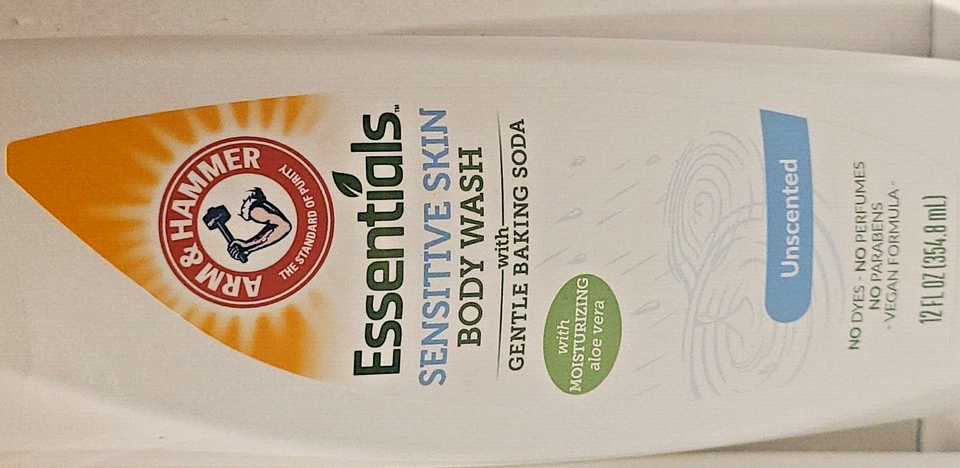 ARM & HAMMER
THE STANDARD OF PURITY
Essentials™
SENSITIVE SKIN
BODY WASH
with
GENTLE BAKING SODA
with
MOISTURIZING
aloe vera
Unscented
NO DYES - NO PERFUMES
NO PARABENS
- VEGAN FORMULA -
12 FL OZ (354.8 mL)